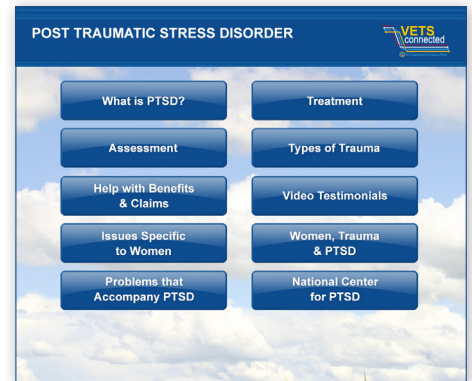 POST TRAUMATIC STRESS DISORDER
VETS
connected
What is PTSD?
Treatment
Assessment
Types of Trauma
Help with Benefits
& Claims
Video Testimonials
Issues Specific
to Women
Women, Trauma
& PTSD
Problems that
Accompany PTSD
National Center
for PTSD